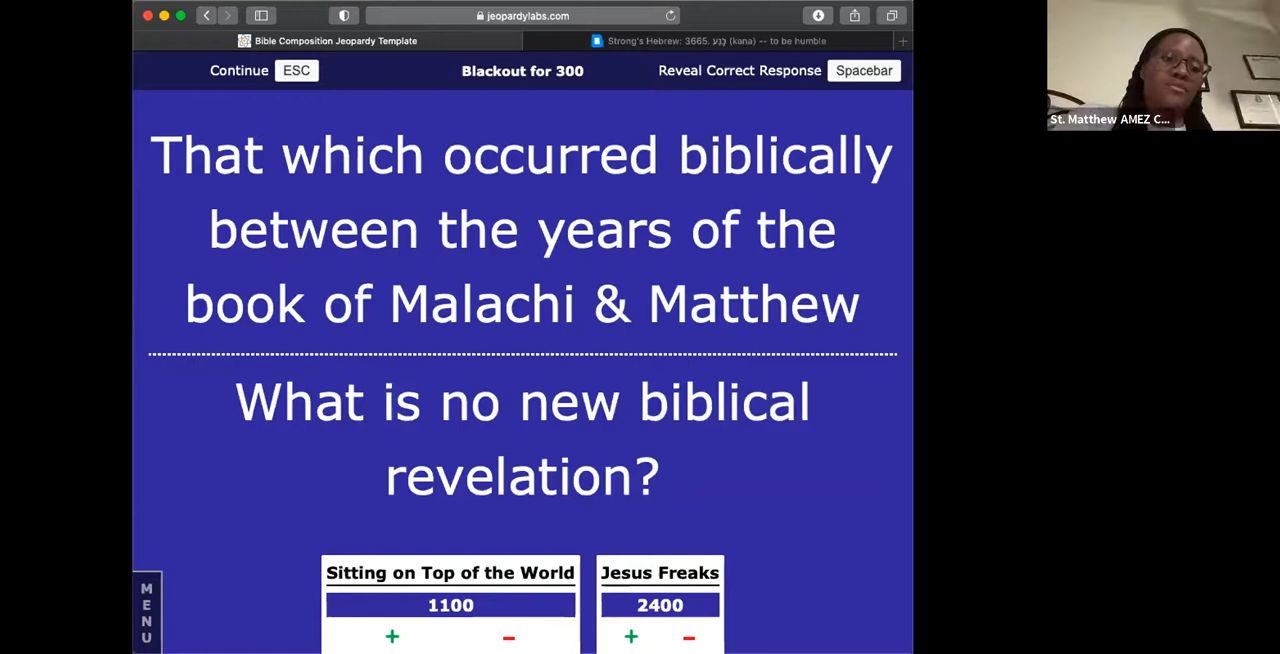 jeopardylabs.com
Bible Composition Jeopardy Template
Strong's Hebrew: 3665. כָּנַע (kana) -- to be humble
Continue ESC
Blackout for 300
Reveal Correct Response Spacebar
That which occurred biblically
between the years of the
book of Malachi & Matthew
What is no new biblical
revelation?
Sitting on Top of the World
1100
+ −
Jesus Freaks
2400
+ −
MENU
St. Matthew AMEZ C...